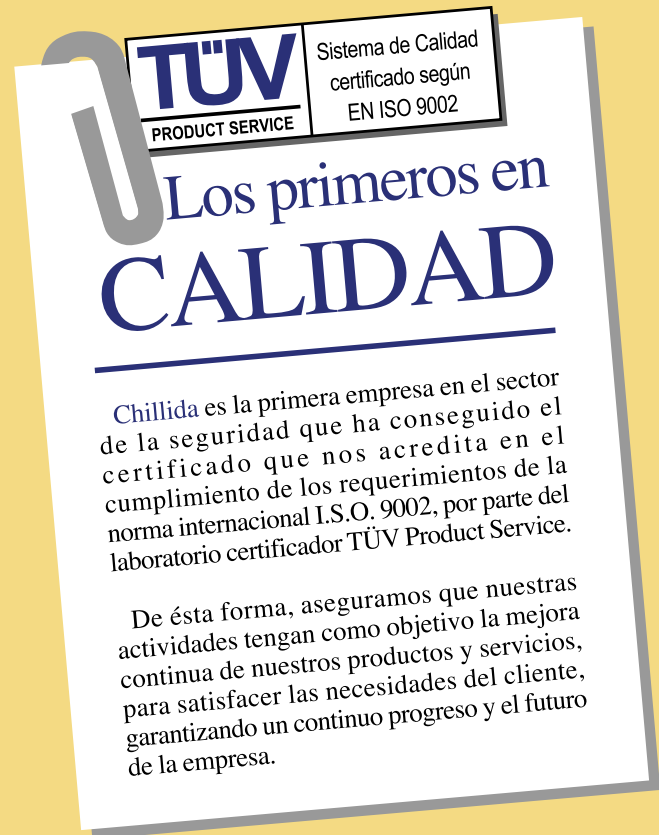 TÜV
PRODUCT SERVICE
Sistema de Calidad
certificado según
EN ISO 9002
Los primeros en
CALIDAD
Chillida es la primera empresa en el sector
de la seguridad que ha conseguido el
certificado que nos acredita en el
cumplimiento de los requerimientos de la
norma internacional I.S.O. 9002, por parte del
laboratorio certificador TÜV Product Service.
De ésta forma, aseguramos que nuestras
actividades tengan como objetivo la mejora
continua de nuestros productos y servicios,
para satisfacer las necesidades del cliente,
garantizando un continuo progreso y el futuro
de la empresa.